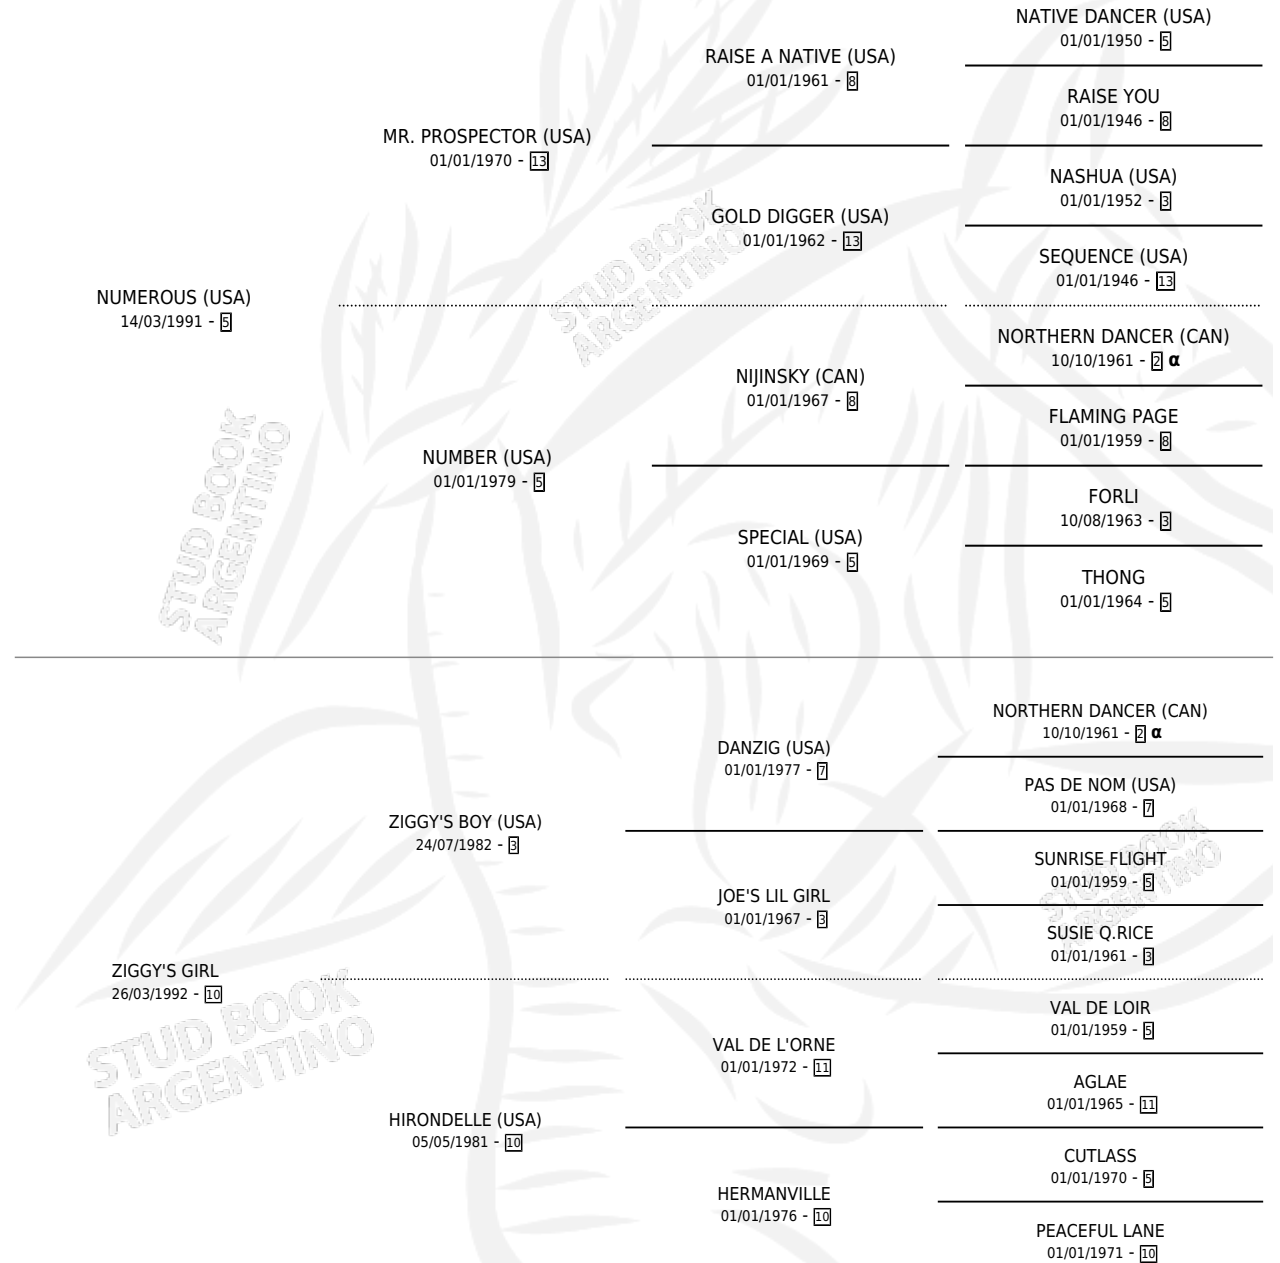 NATIVE DANCER (USA)
01/01/1950 - 5
RAISE A NATIVE (USA)
01/01/1961 - 8
RAISE YOU
01/01/1946 - 8
MR. PROSPECTOR (USA)
01/01/1970 - 13
NASHUA (USA)
01/01/1952 - 3
GOLD DIGGER (USA)
01/01/1962 - 13
SEQUENCE (USA)
01/01/1946 - 13
NUMEROUS (USA)
14/03/1991 - 5
NORTHERN DANCER (CAN)
10/10/1961 - 2 α
NIJINSKY (CAN)
01/01/1967 - 8
FLAMING PAGE
01/01/1959 - 8
NUMBER (USA)
01/01/1979 - 5
FORLI
10/08/1963 - 3
SPECIAL (USA)
01/01/1969 - 5
THONG
01/01/1964 - 5
NORTHERN DANCER (CAN)
10/10/1961 - 2 α
DANZIG (USA)
01/01/1977 - 7
PAS DE NOM (USA)
01/01/1968 - 7
ZIGGY'S BOY (USA)
24/07/1982 - 3
SUNRISE FLIGHT
01/01/1959 - 5
JOE'S LIL GIRL
01/01/1967 - 3
SUSIE Q.RICE
01/01/1961 - 3
ZIGGY'S GIRL
26/03/1992 - 10
VAL DE LOIR
01/01/1959 - 5
VAL DE L'ORNE
01/01/1972 - 11
AGLAE
01/01/1965 - 11
HIRONDELLE (USA)
05/05/1981 - 10
CUTLASS
01/01/1970 - 5
HERMANVILLE
01/01/1976 - 10
PEACEFUL LANE
01/01/1971 - 10
STUD BOOK
ARGENTINO
STUD BOOK
ARGENTINO
STUD BOOK
ARGENTINO
STUD BOOK
ARGENTINO